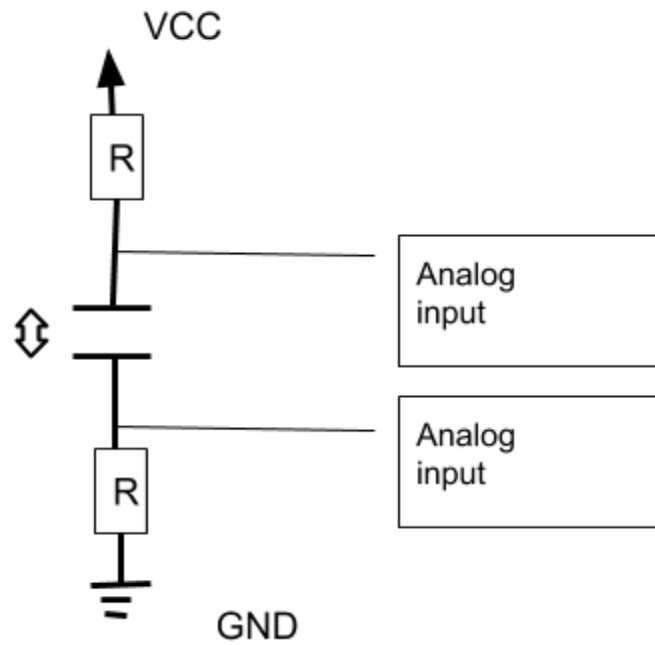 VCC
R
Analog
input
Analog
input
R
GND